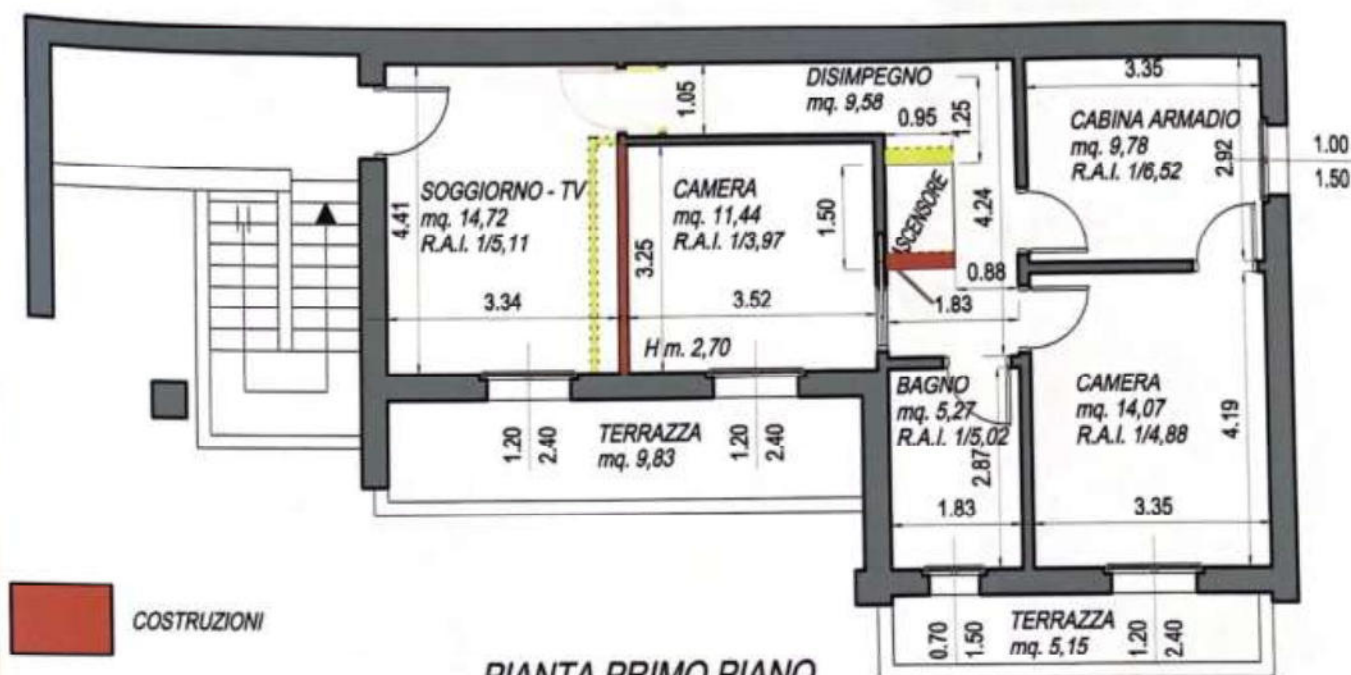 DISIMPEGNO
mq. 9,58
1.05
0.95
1.25
3.35
CABINA ARMADIO
mq. 9,78
R.A.I. 1/6,52
2.92
1.00
1.50
SOGGIORNO - TV
mq. 14,72
R.A.I. 1/5,11
4.41
3.34
CAMERA
mq. 11,44
R.A.I. 1/3,97
3.25
3.52
H m. 2,70
1.50
ASCENSORE
4.24
0.88
1.83
BAGNO
mq. 5,27
R.A.I. 1/5,02
2.87
1.83
CAMERA
mq. 14,07
R.A.I. 1/4,88
4.19
3.35
1.20
2.40
TERRAZZA
mq. 9,83
1.20
2.40
0.70
1.50
TERRAZZA
mq. 5,15
1.20
2.40
COSTRUZIONI
PIANTA PRIMO PIANO